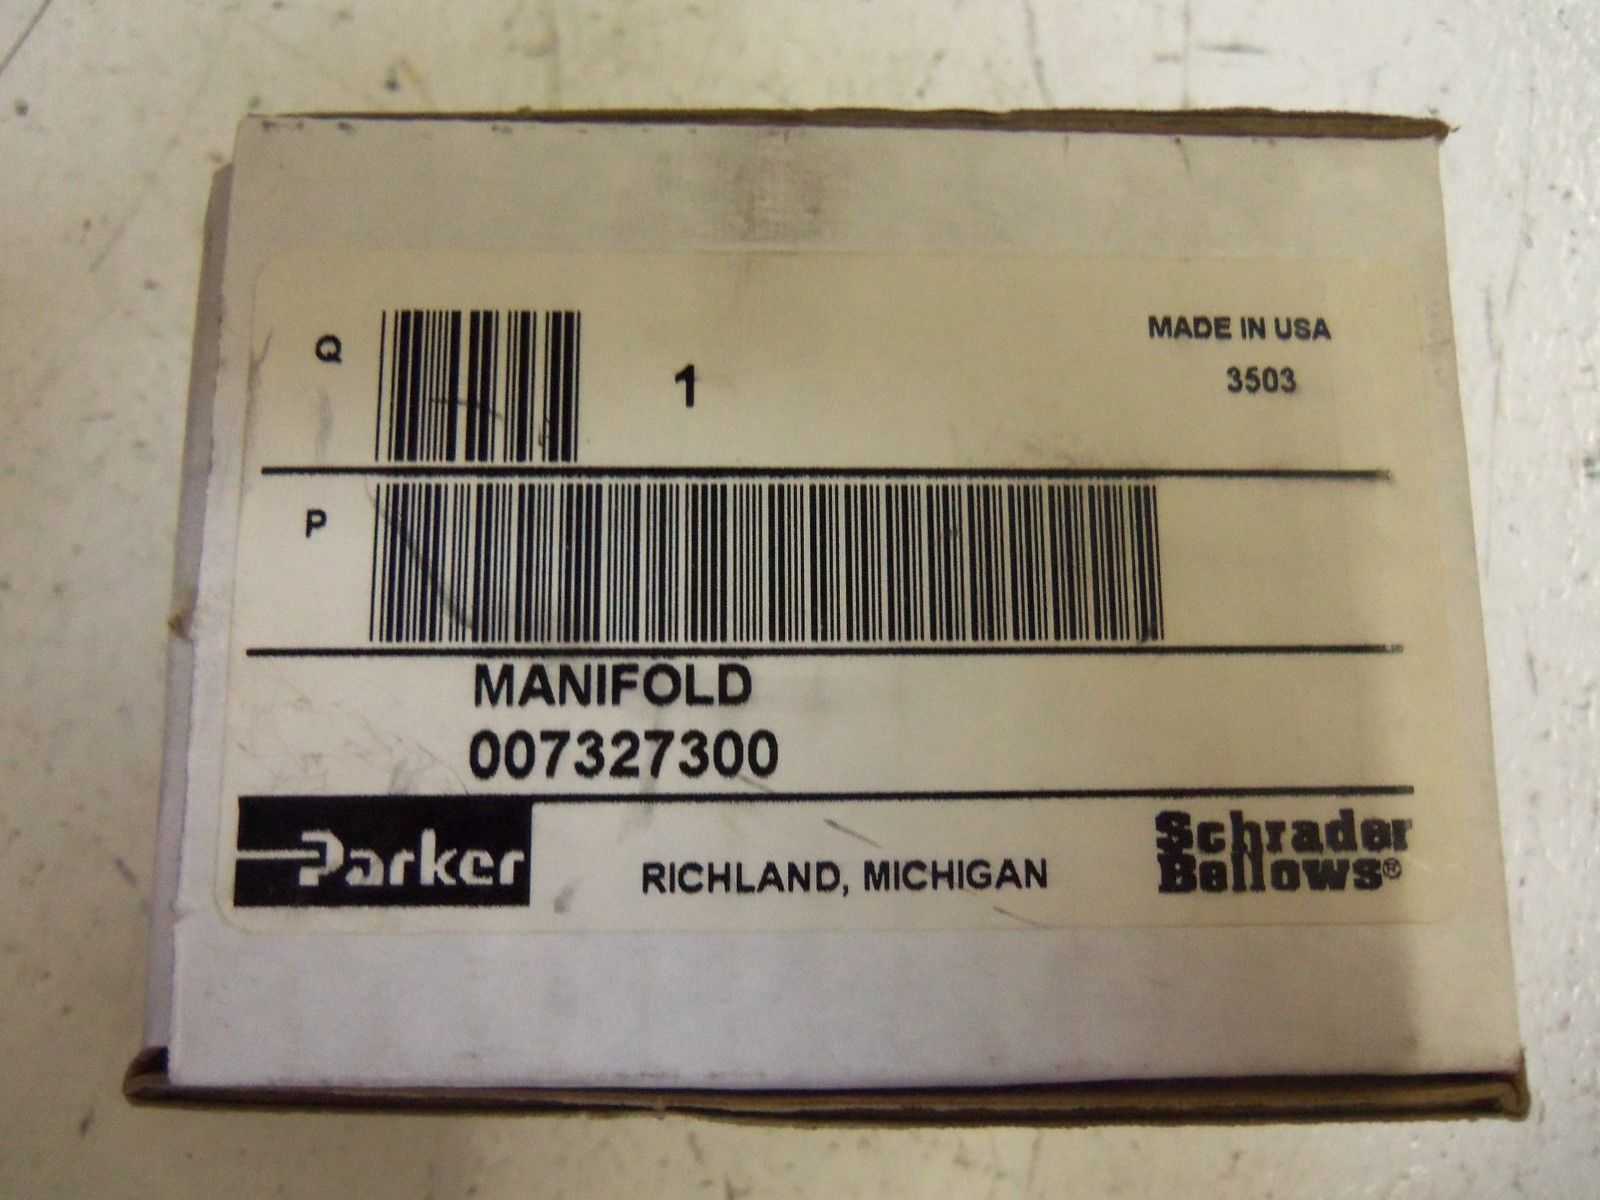 Q
1
MADE IN USA
3503
P
MANIFOLD
007327300
Parker
RICHLAND, MICHIGAN
Schrader
Bellows®